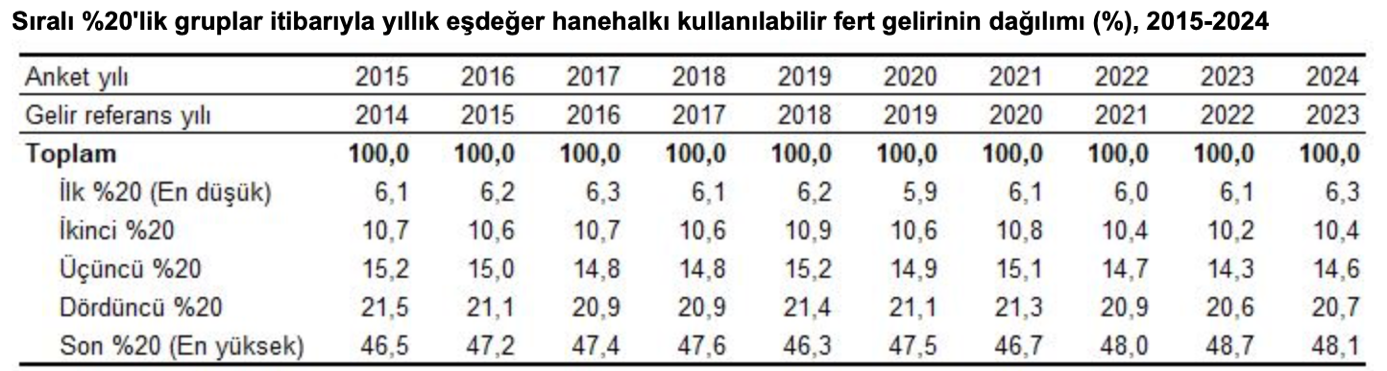 Sıralı %20'lik gruplar itibarıyla yıllık eşdeğer hanehalkı kullanılabilir fert gelirinin dağılımı (%), 2015-2024
Anket yılı 2015 2016 2017 2018 2019 2020 2021 2022 2023 2024
Gelir referans yılı 2014 2015 2016 2017 2018 2019 2020 2021 2022 2023
Toplam 100,0 100,0 100,0 100,0 100,0 100,0 100,0 100,0 100,0 100,0
İlk %20 (En düşük) 6,1 6,2 6,3 6,1 6,2 5,9 6,1 6,0 6,1 6,3
İkinci %20 10,7 10,6 10,7 10,6 10,9 10,6 10,8 10,4 10,2 10,4
Üçüncü %20 15,2 15,0 14,8 14,8 15,2 14,9 15,1 14,7 14,3 14,6
Dördüncü %20 21,5 21,1 20,9 20,9 21,4 21,1 21,3 20,9 20,6 20,7
Son %20 (En yüksek) 46,5 47,2 47,4 47,6 46,3 47,5 46,7 48,0 48,7 48,1